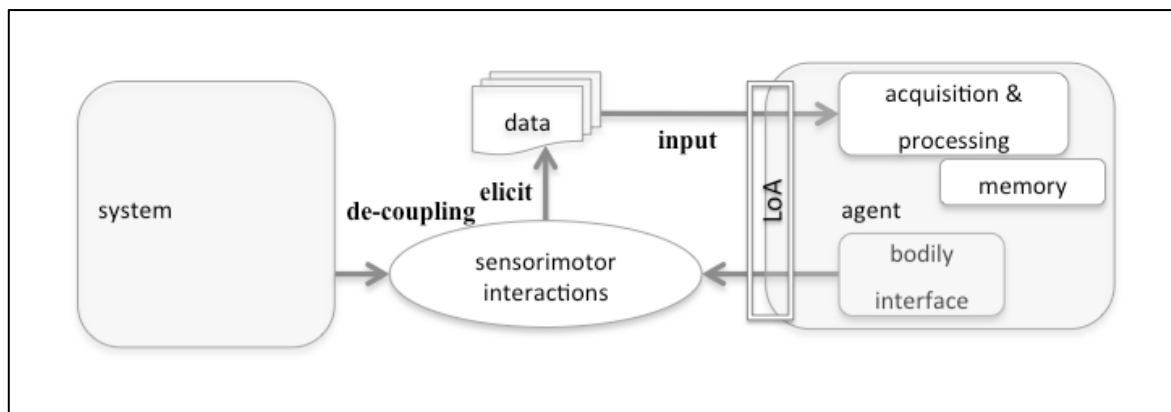 system
de-coupling
elicit
data
sensorimotor
interactions
input
LoA
acquisition &
processing
memory
agent
bodily
interface